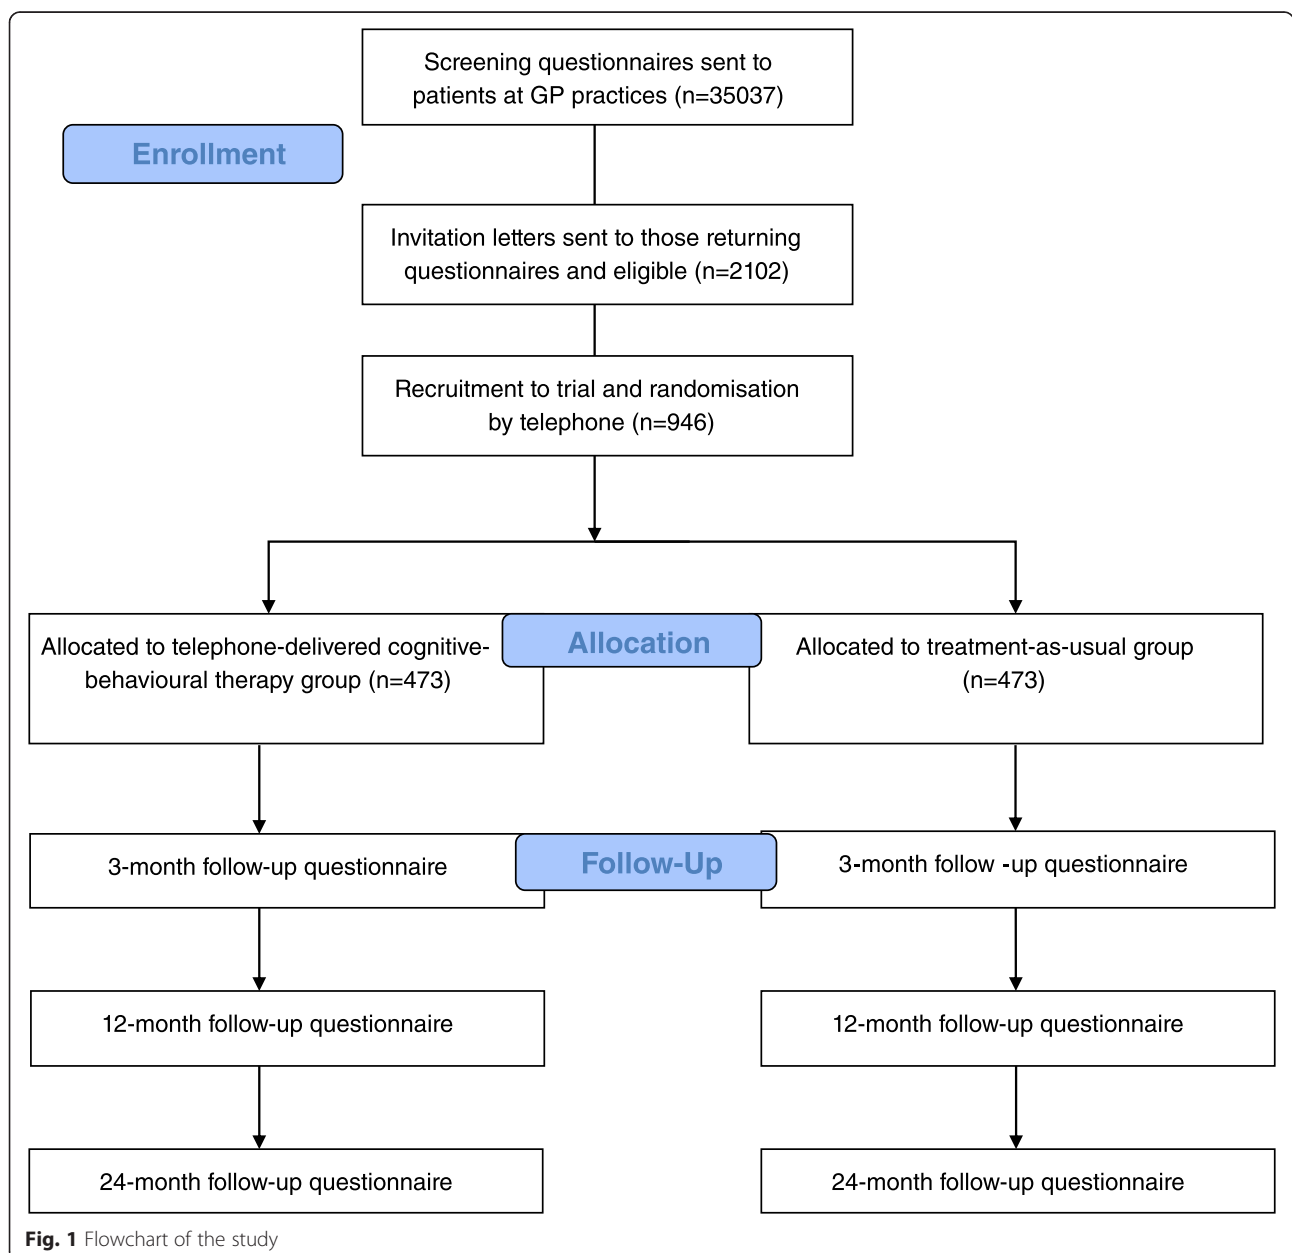 Screening questionnaires sent to
patients at GP practices (n=35037)
Enrollment
Invitation letters sent to those returning
questionnaires and eligible (n=2102)
Recruitment to trial and randomisation
by telephone (n=946)
Allocation
Allocated to telephone-delivered cognitive-
behavioural therapy group (n=473)
Allocated to treatment-as-usual group
(n=473)
Follow-Up
3-month follow-up questionnaire
3-month follow -up questionnaire
12-month follow-up questionnaire
12-month follow-up questionnaire
24-month follow-up questionnaire
24-month follow-up questionnaire
Fig. 1 Flowchart of the study